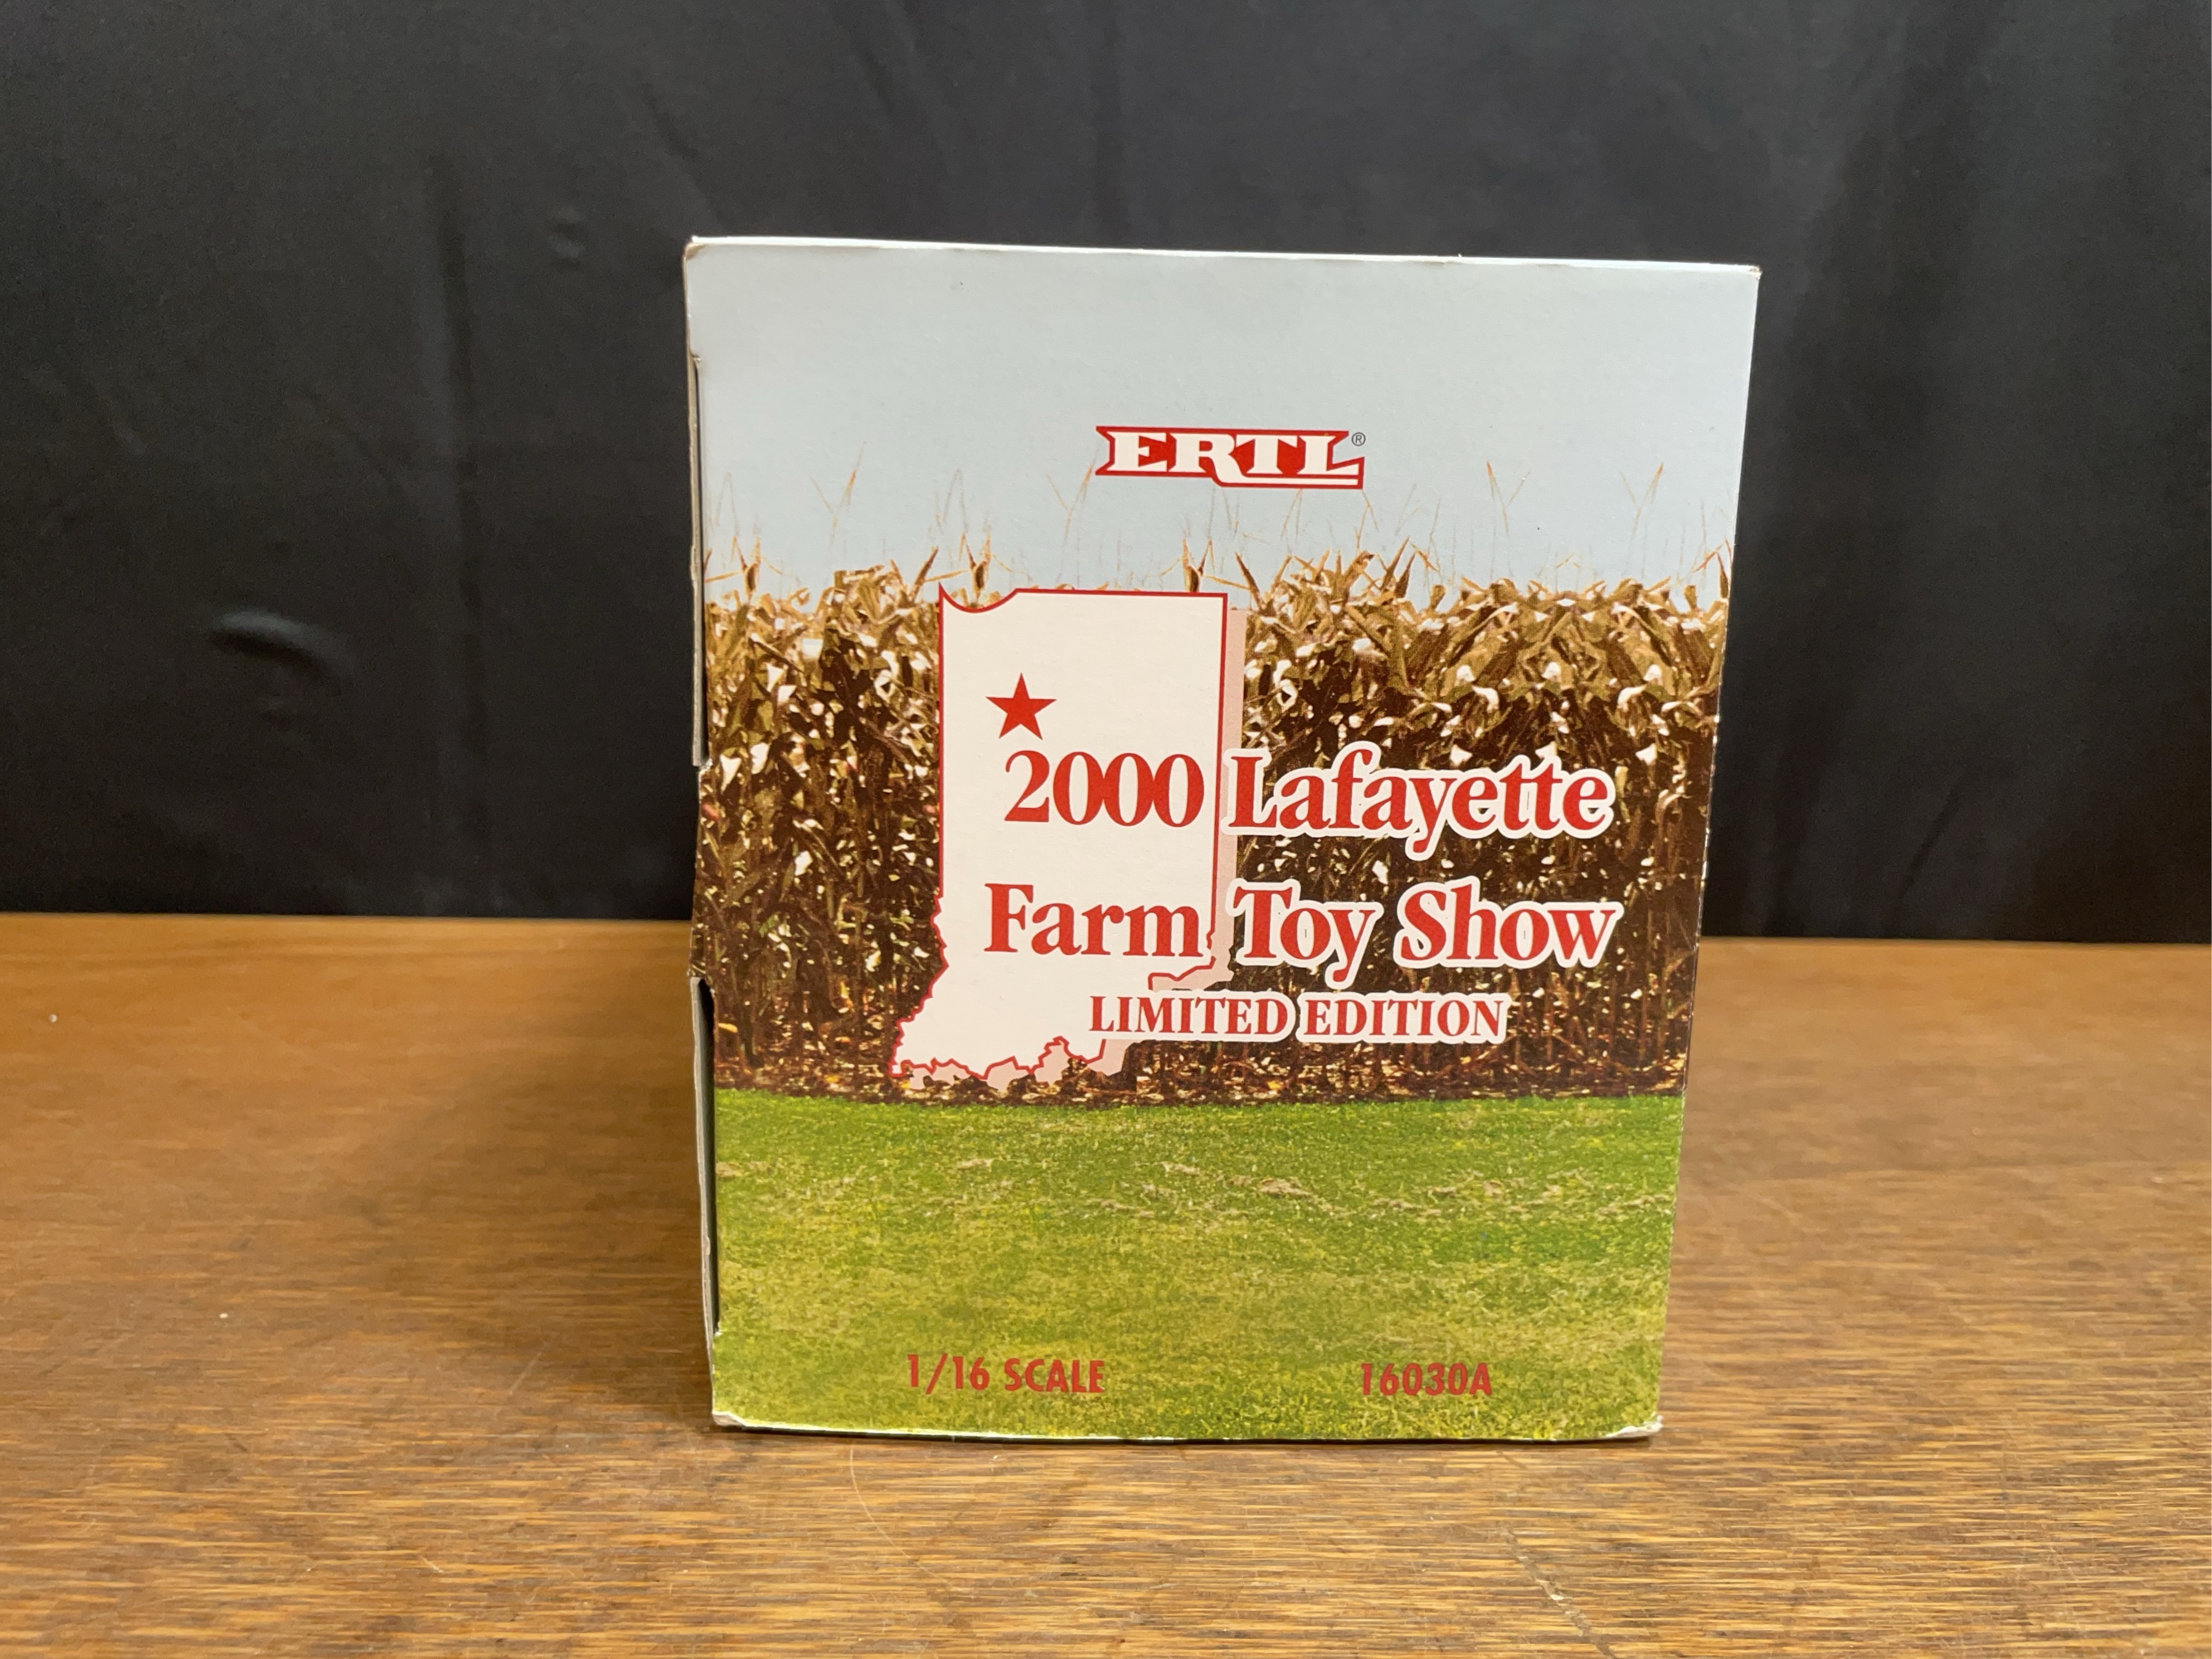 ERTL®
2000 Lafayette
Farm Toy Show
LIMITED EDITION
1/16 SCALE 16030A